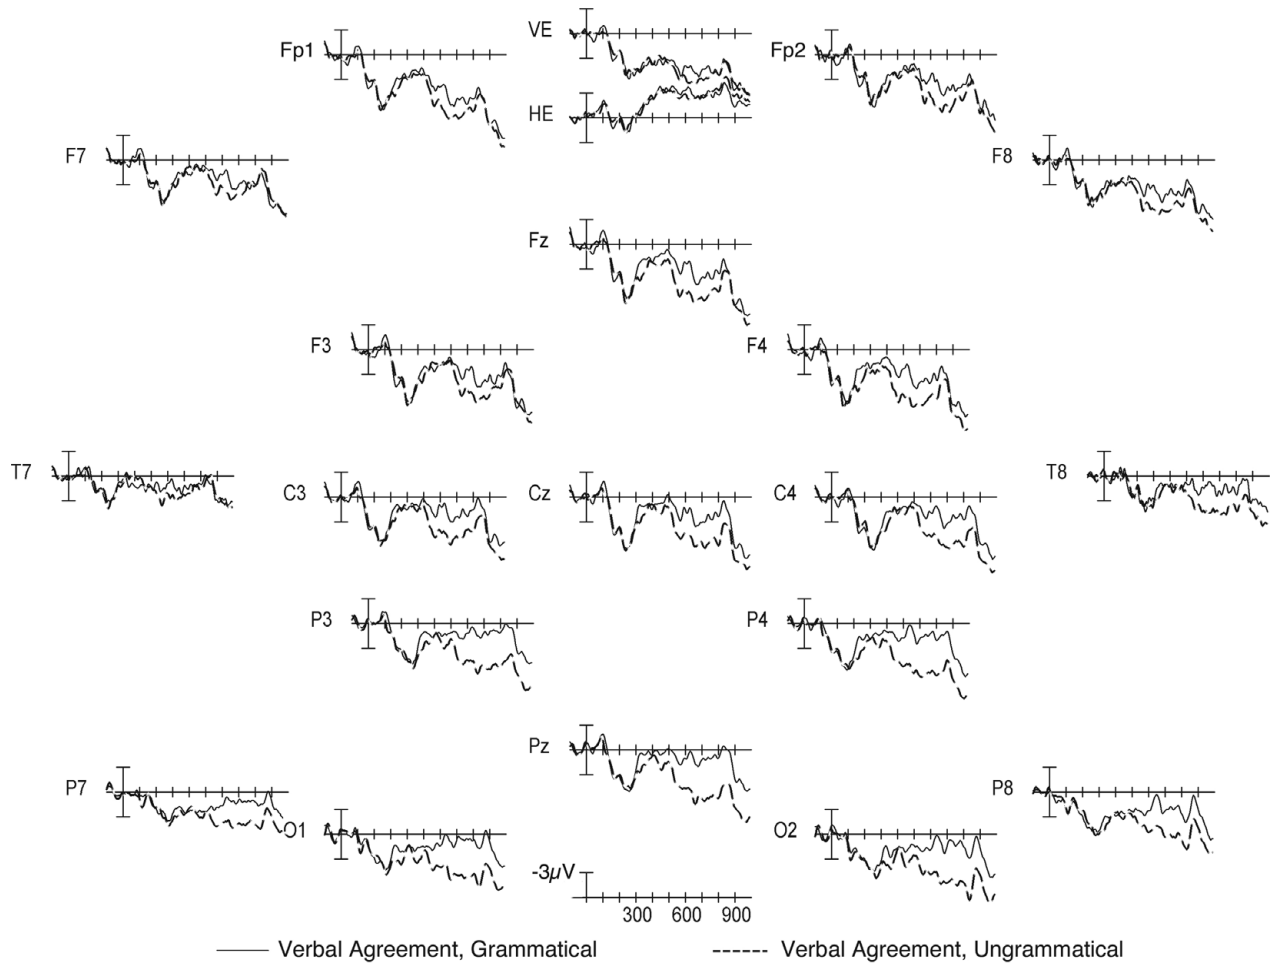 VE
Fp1
Fp2
HE
F7
F8
Fz
F3
F4
T7
T8
C3
Cz
C4
P3
P4
Pz
P7
P8
O1
O2
-3µV
300 600 900
Verbal Agreement, Grammatical
Verbal Agreement, Ungrammatical